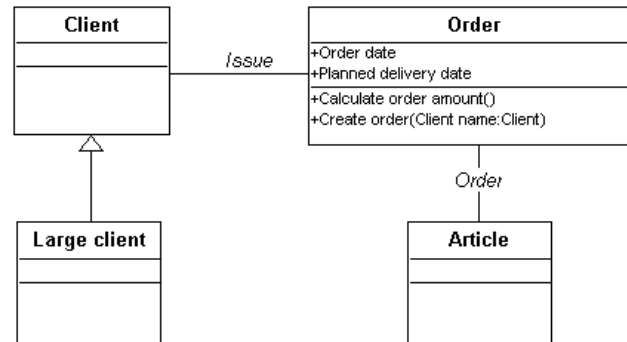 Client
Order
+Order date
+Planned delivery date
+Calculate order amount()
+Create order(Client name:Client)
Issue
Order
Large client
Article